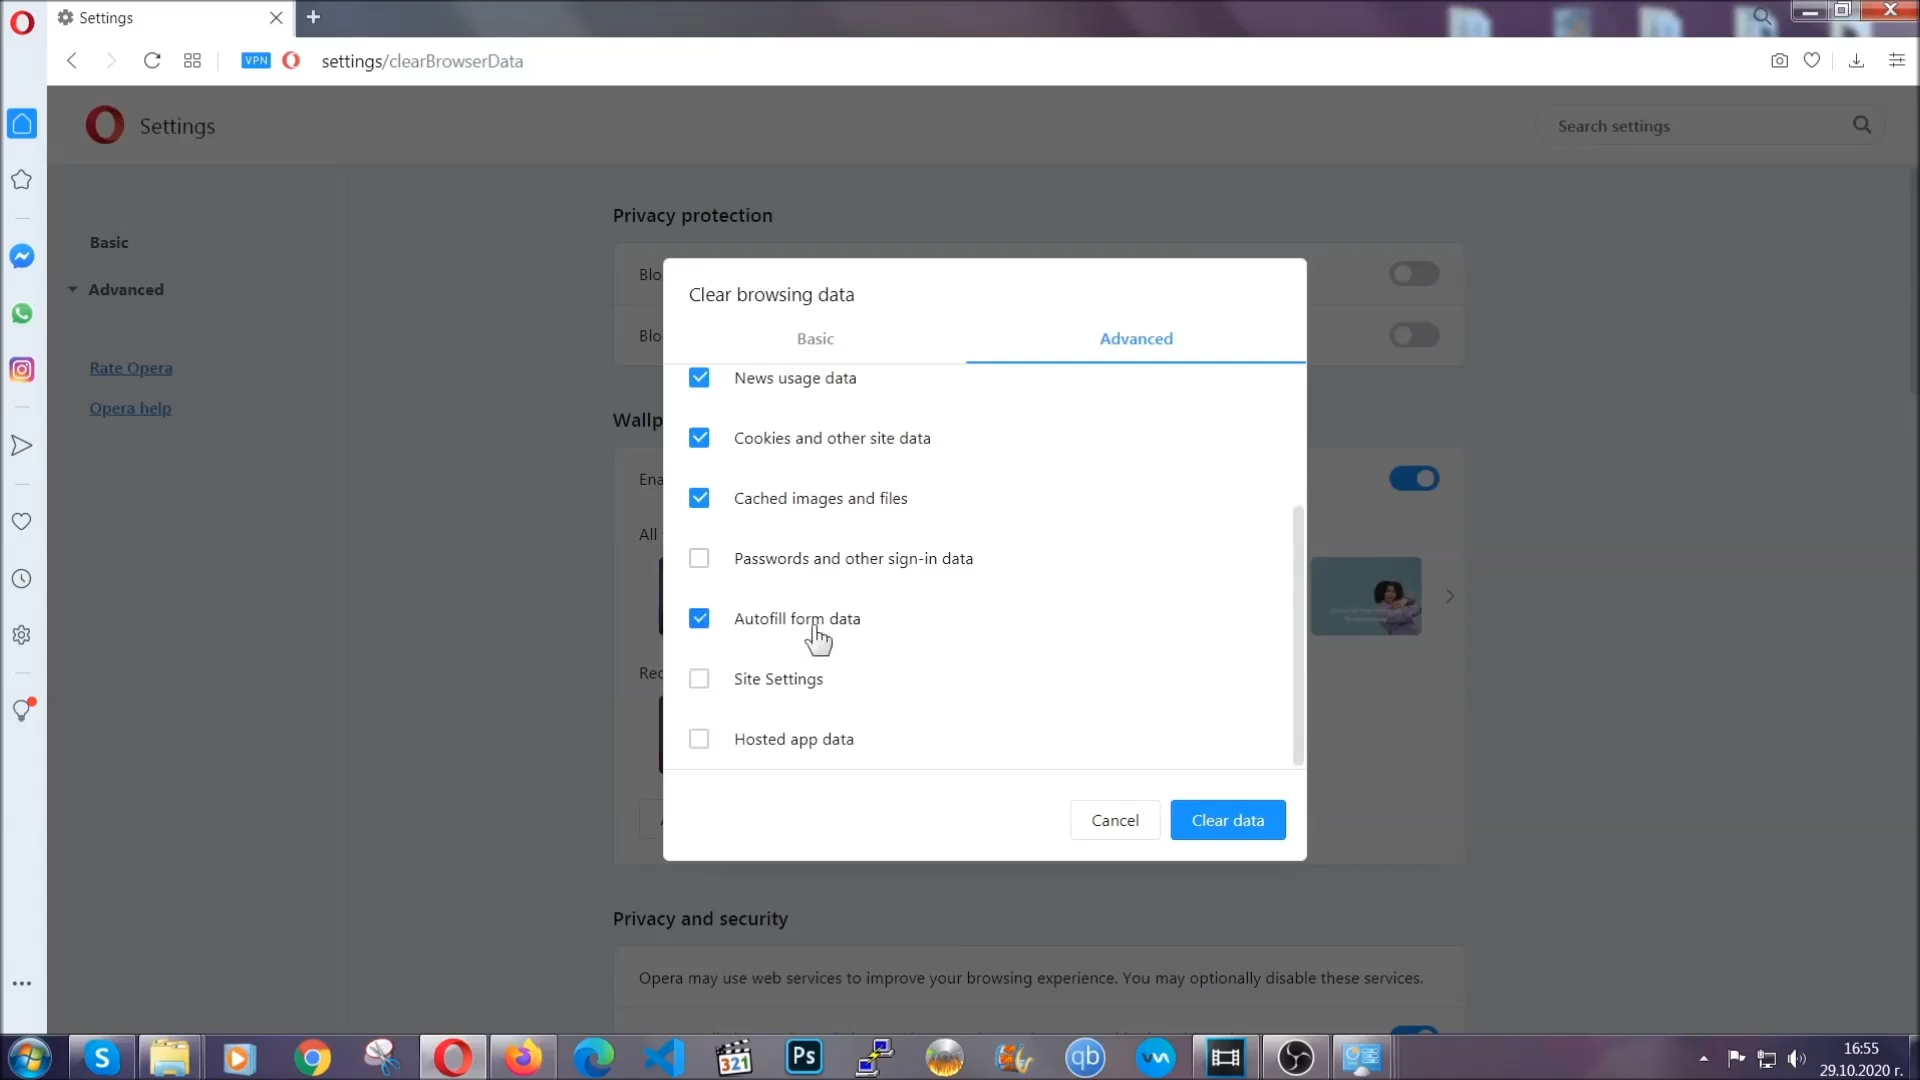 Settings
VPN
settings/clearBrowserData
Settings
Search settings
Basic
Advanced
Rate Opera
Opera help
Privacy protection
Blo
Blo
Wallp
Ena
All
Rec
Clear browsing data
Basic
Advanced
News usage data
Cookies and other site data
Cached images and files
Passwords and other sign-in data
Autofill form data
Site Settings
Hosted app data
Cancel
Clear data
Privacy and security
Opera may use web services to improve your browsing experience. You may optionally disable these services.
S
321
Ps
qb
16:55
29.10.2020 г.